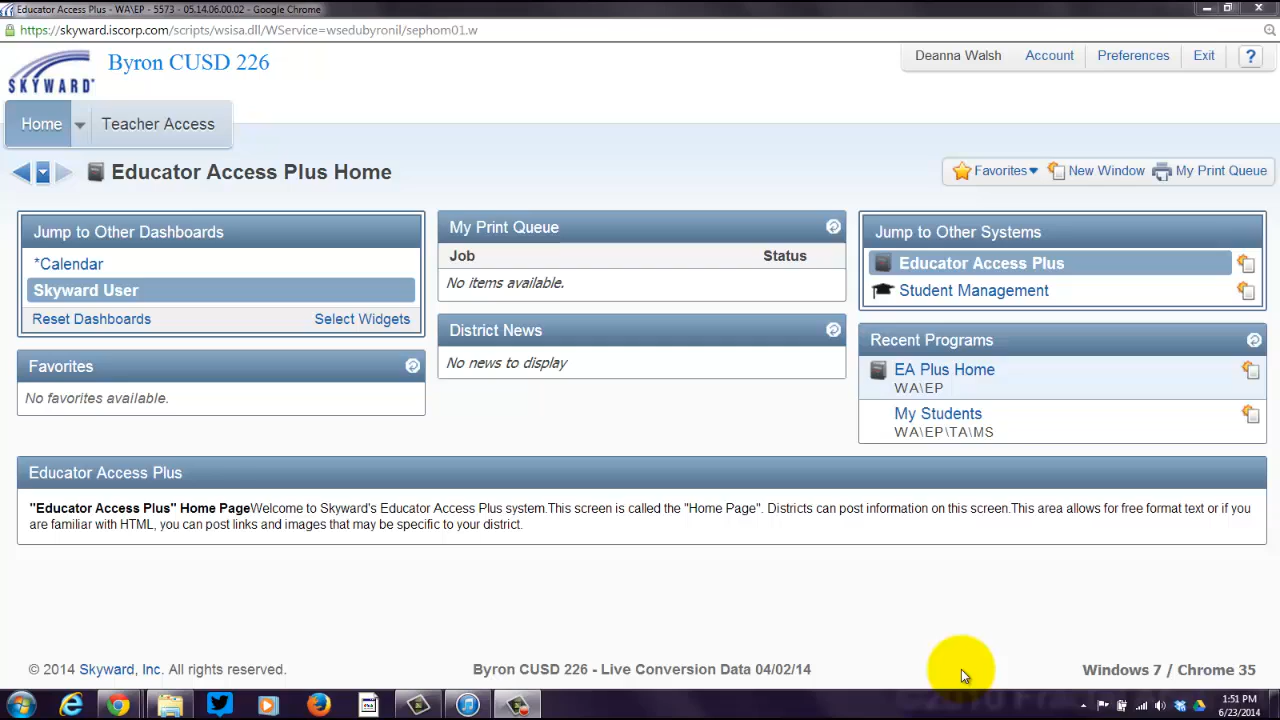 Educator Access Plus - WA\EP - 5573 - 05.14.06.00.02 - Google Chrome
https://skyward.iscorp.com/scripts/wsisa.dll/WService=wsedubyronil/sephom01.w
SKYWARD
Byron CUSD 226
Deanna Walsh Account Preferences Exit ?
Home Teacher Access
Educator Access Plus Home
Favorites New Window My Print Queue
Jump to Other Dashboards
*Calendar
Skyward User
Reset Dashboards Select Widgets
Favorites
No favorites available.
My Print Queue
Job Status
No items available.
District News
No news to display
Jump to Other Systems
Educator Access Plus
Student Management
Recent Programs
EA Plus Home
WA\EP
My Students
WA\EP\TA\MS
Educator Access Plus
"Educator Access Plus" Home PageWelcome to Skyward's Educator Access Plus system.This screen is called the "Home Page". Districts can post information on this screen.This area allows for free format text or if you
are familiar with HTML, you can post links and images that may be specific to your district.
© 2014 Skyward, Inc. All rights reserved.
Byron CUSD 226 - Live Conversion Data 04/02/14
Windows 7 / Chrome 35
1:51 PM
6/23/2014